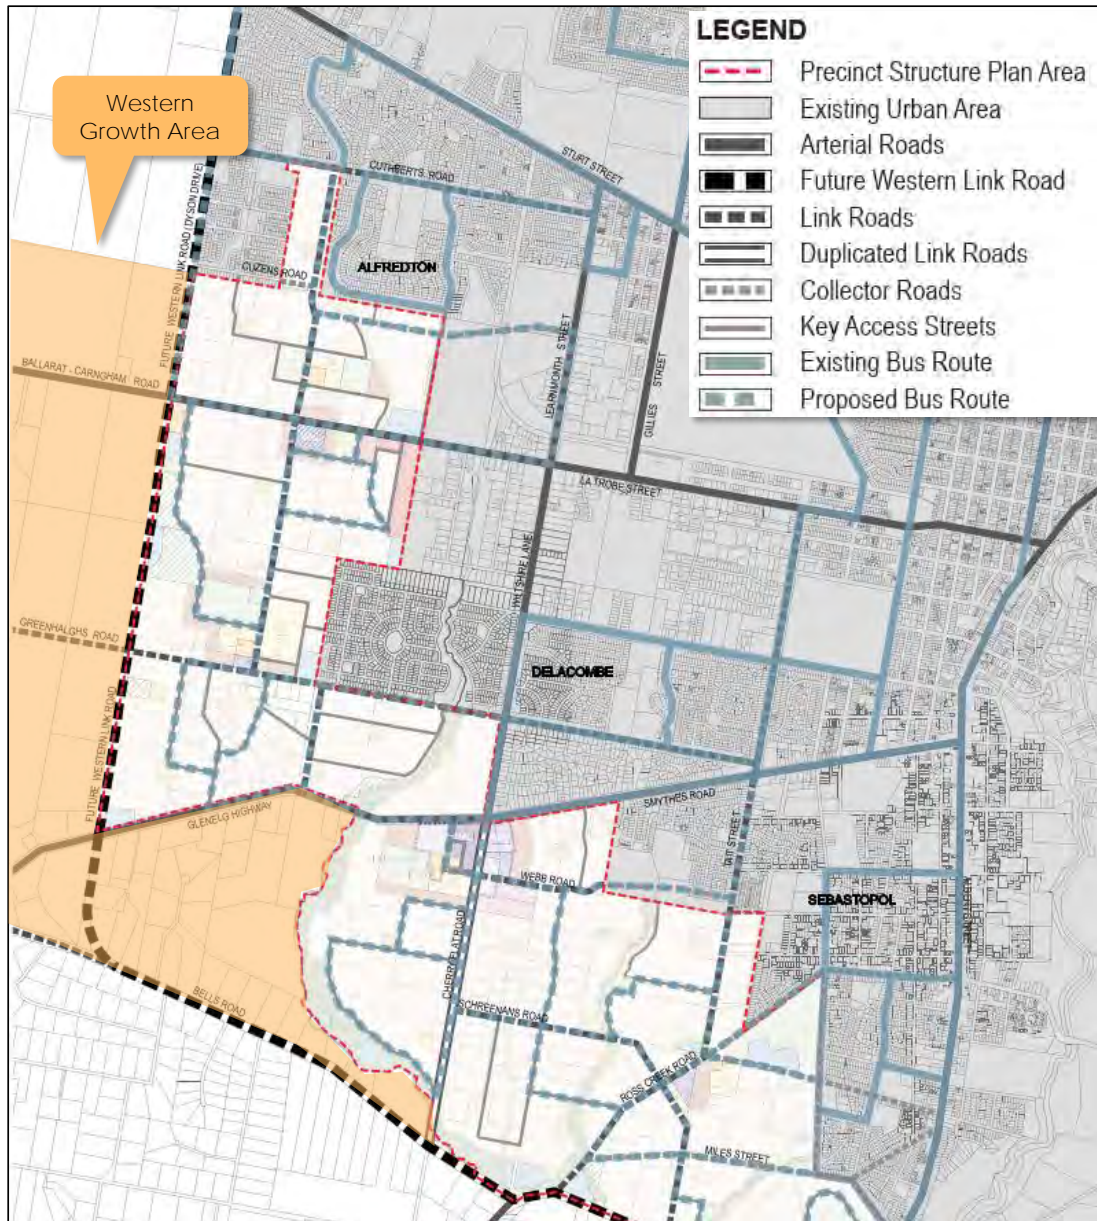 LEGEND
Precinct Structure Plan Area
Existing Urban Area
Arterial Roads
Future Western Link Road
Link Roads
Duplicated Link Roads
Collector Roads
Key Access Streets
Existing Bus Route
Proposed Bus Route
Western
Growth Area
STURT STREET
CUTHBERTS ROAD
FUTURE WESTERN LINK ROAD (DYSON DRIVE)
ALFREDTON
CUZENS ROAD
LEARMONTH STREET
GILLIES STREET
BALLARAT - CARNGHAM ROAD
LA TROBE STREET
WILTSHIRE LANE
GREENHALGHS ROAD
DELACOMBE
FUTURE WESTERN LINK ROAD
GLENELG HIGHWAY
SMYTHES ROAD
TAIT STREET
WEBB ROAD
SEBASTOPOL
CHERRY FLAT ROAD
BELLS ROAD
SCHREENANS ROAD
ROSS CREEK ROAD
MILES STREET